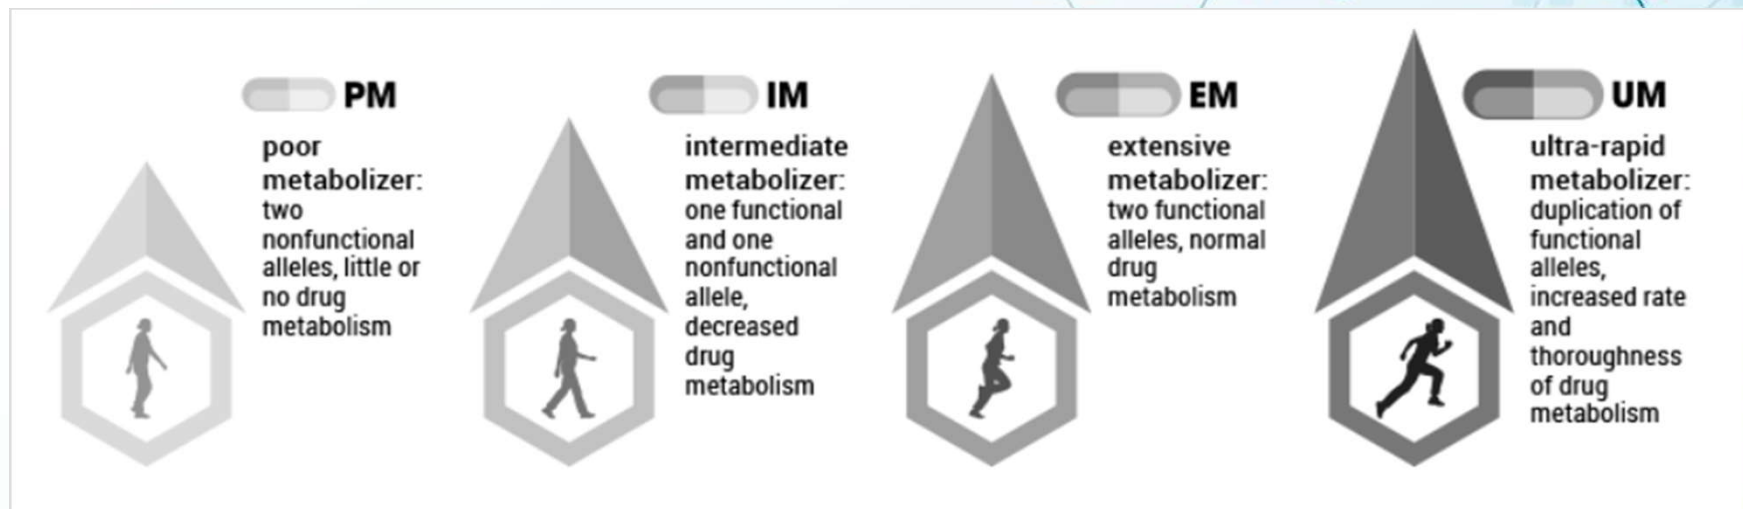 PM
poor
metabolizer:
two
nonfunctional
alleles, little or
no drug
metabolism
IM
intermediate
metabolizer:
one functional
and one
nonfunctional
allele,
decreased
drug
metabolism
EM
extensive
metabolizer:
two functional
alleles, normal
drug
metabolism
UM
ultra-rapid
metabolizer:
duplication of
functional
alleles,
increased rate
and
thoroughness
of drug
metabolism